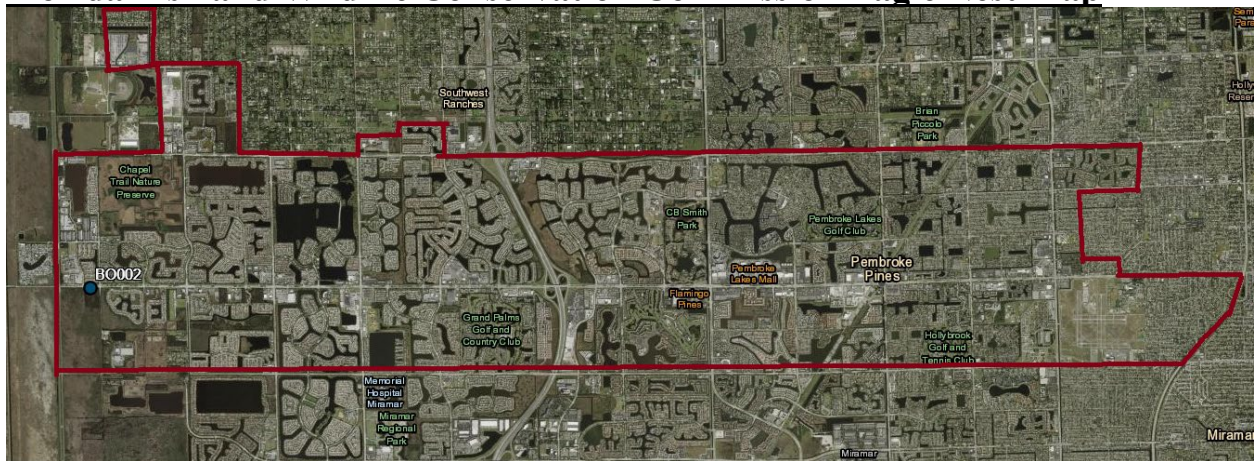 Southwest
Ranches
Brian
Piccolo
Park
Chapel
Trail Nature
Preserve
CB Smith
Park
Pembroke Lakes
Golf Club
BO002
Pembroke
Lakes Mall
Pembroke
Pines
Flamingo
Pines
Grand Palms
Golf and
Country Club
Hollybrook
Golf and
Tennis Club
Memorial
Hospital
Miramar
Miramar
Regional
Park
Miramar
Miramar